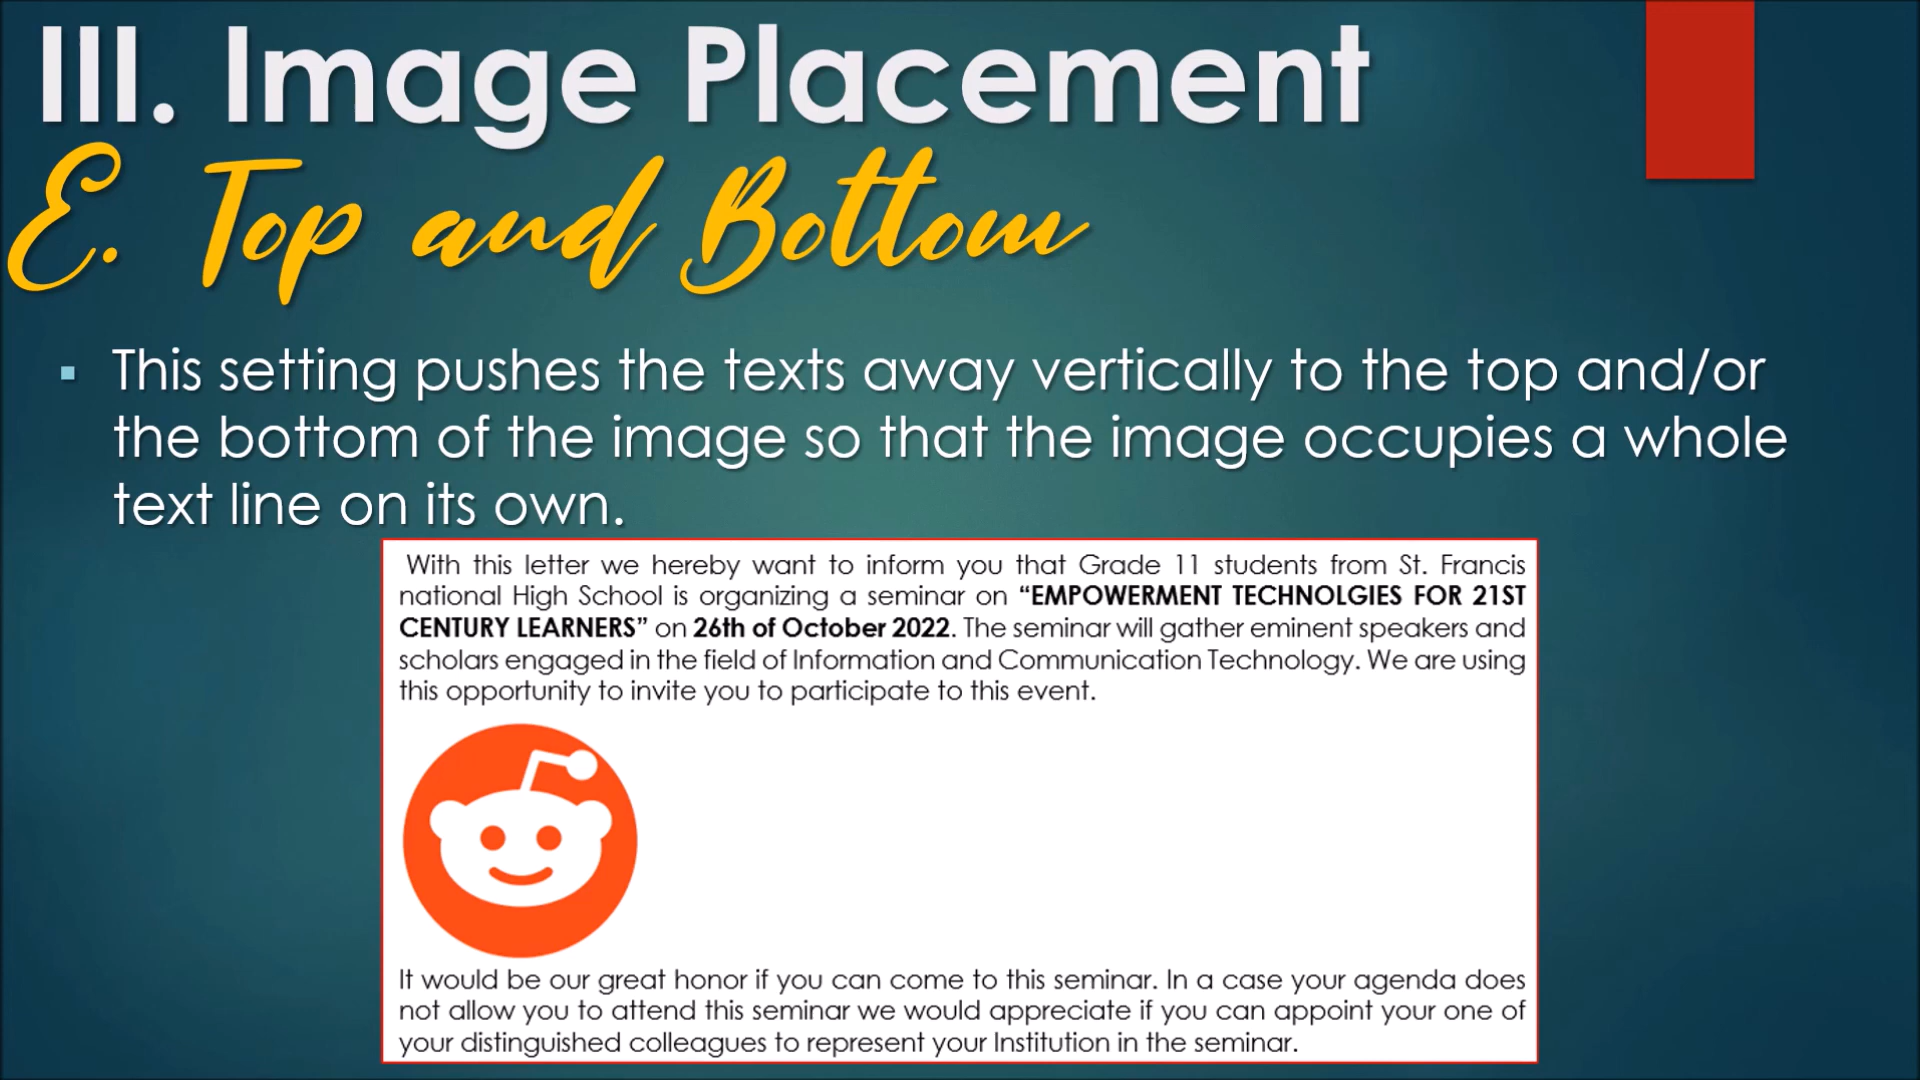 III. Image Placement
E. Top and Bottom
▪ This setting pushes the texts away vertically to the top and/or
the bottom of the image so that the image occupies a whole
text line on its own.
With this letter we hereby want to inform you that Grade 11 students from St. Francis
national High School is organizing a seminar on “EMPOWERMENT TECHNOLGIES FOR 21ST
CENTURY LEARNERS” on 26th of October 2022. The seminar will gather eminent speakers and
scholars engaged in the field of Information and Communication Technology. We are using
this opportunity to invite you to participate to this event.
It would be our great honor if you can come to this seminar. In a case your agenda does
not allow you to attend this seminar we would appreciate if you can appoint your one of
your distinguished colleagues to represent your Institution in the seminar.